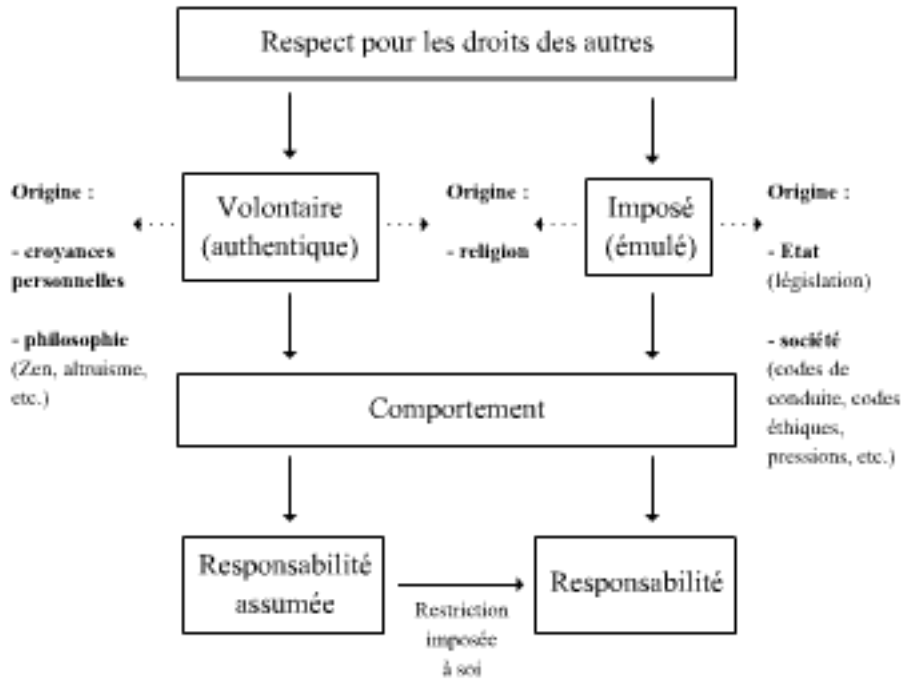 Respect pour les droits des autres
Origine :
- croyances
personnelles
- philosophie
(Zen, altruisme,
etc.)
Volontaire
(authentique)
Origine :
- religion
Imposé
(émulé)
Origine :
- Etat
(législation)
- société
(codes de
conduite, codes
éthiques,
pressions, etc.)
Comportement
Responsabilité
assumée
Restriction
imposée
à soi
Responsabilité